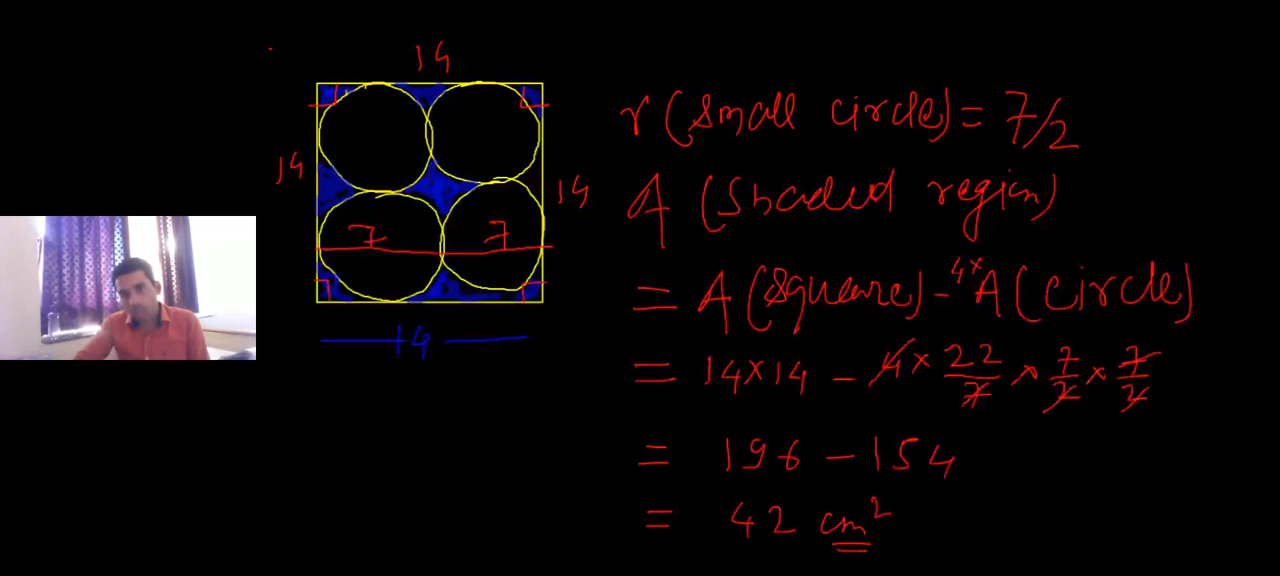 14
14
14
7 7
14
r (small circle) = 7/2
A (Shaded region)
= A (Square) - 4× A (circle)
= 14 × 14 - 4 × 22/7 × 7/2 × 7/2
= 196 - 154
= 42 cm²